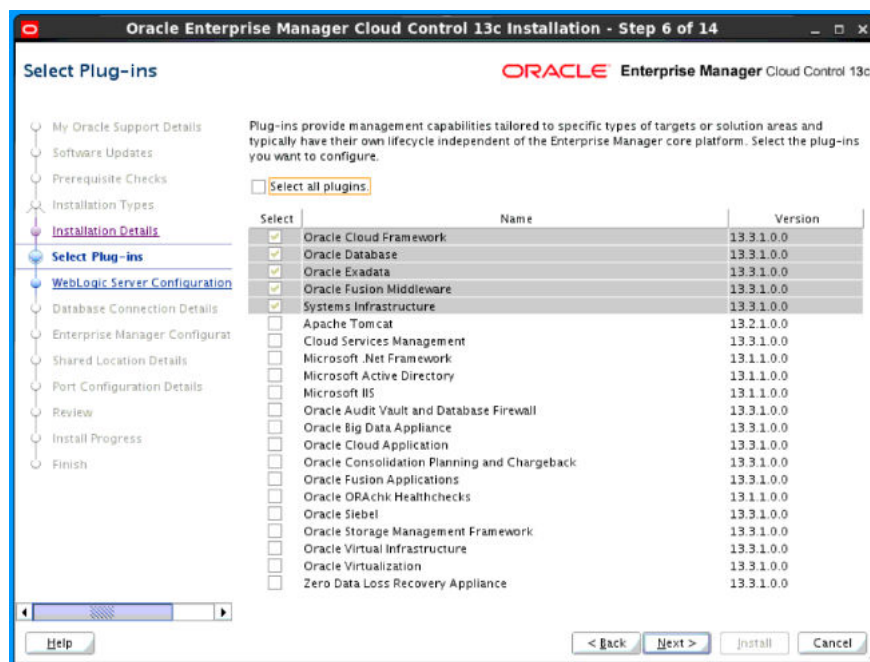 Oracle Enterprise Manager Cloud Control 13c Installation - Step 6 of 14
Select Plug-ins
ORACLE Enterprise Manager Cloud Control 13c
My Oracle Support Details
Software Updates
Prerequisite Checks
Installation Types
Installation Details
Select Plug-ins
WebLogic Server Configuration
Database Connection Details
Enterprise Manager Configurat
Shared Location Details
Port Configuration Details
Review
Install Progress
Finish
Plug-ins provide management capabilities tailored to specific types of targets or solution areas and
typically have their own lifecycle independent of the Enterprise Manager core platform. Select the plug-ins
you want to configure.
Select all plugins.
Select Name Version
Oracle Cloud Framework 13.3.1.0.0
Oracle Database 13.3.1.0.0
Oracle Exadata 13.3.1.0.0
Oracle Fusion Middleware 13.3.1.0.0
Systems Infrastructure 13.3.1.0.0
Apache Tomcat 13.2.1.0.0
Cloud Services Management 13.3.1.0.0
Microsoft .Net Framework 13.1.1.0.0
Microsoft Active Directory 13.1.1.0.0
Microsoft IIS 13.1.1.0.0
Oracle Audit Vault and Database Firewall 13.3.1.0.0
Oracle Big Data Appliance 13.3.1.0.0
Oracle Cloud Application 13.3.1.0.0
Oracle Consolidation Planning and Chargeback 13.3.1.0.0
Oracle Fusion Applications 13.3.1.0.0
Oracle ORAchk Healthchecks 13.1.1.0.0
Oracle Siebel 13.3.1.0.0
Oracle Storage Management Framework 13.3.1.0.0
Oracle Virtual Infrastructure 13.3.1.0.0
Oracle Virtualization 13.3.1.0.0
Zero Data Loss Recovery Appliance 13.3.1.0.0
Help
< Back Next > Install Cancel